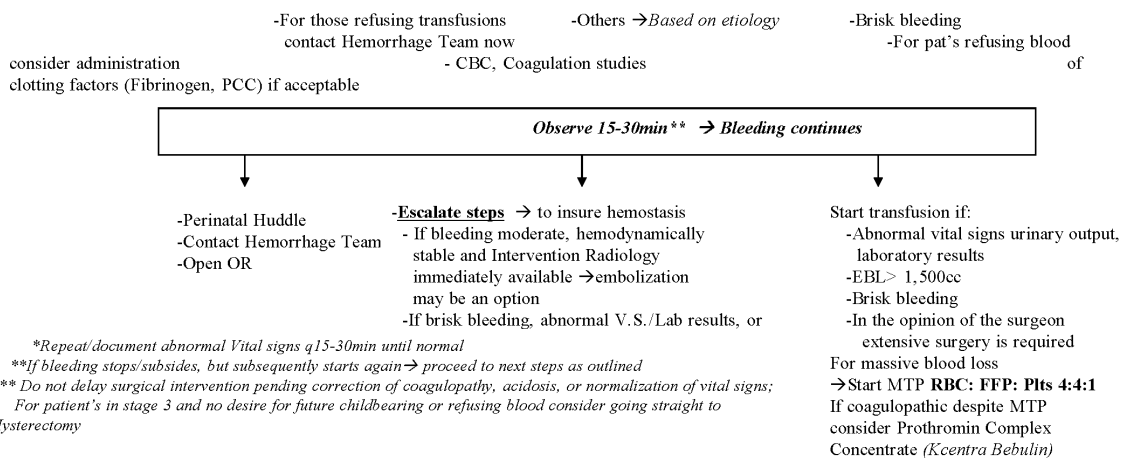 -For those refusing transfusions
contact Hemorrhage Team now
-Others → Based on etiology
-Brisk bleeding
-For pat's refusing blood
consider administration - CBC, Coagulation studies of
clotting factors (Fibrinogen, PCC) if acceptable
Observe 15-30min** → Bleeding continues
-Perinatal Huddle
-Contact Hemorrhage Team
-Open OR
-Escalate steps → to insure hemostasis
- If bleeding moderate, hemodynamically
stable and Intervention Radiology
immediately available → embolization
may be an option
-If brisk bleeding, abnormal V.S./Lab results, or
Start transfusion if:
-Abnormal vital signs urinary output,
laboratory results
-EBL> 1,500cc
-Brisk bleeding
-In the opinion of the surgeon
extensive surgery is required
For massive blood loss
→Start MTP RBC: FFP: Plts 4:4:1
If coagulopathic despite MTP
consider Prothromin Complex
Concentrate (Kcentra Bebulin)
*Repeat/document abnormal Vital signs q15-30min until normal
**If bleeding stops/subsides, but subsequently starts again→ proceed to next steps as outlined
** Do not delay surgical intervention pending correction of coagulopathy, acidosis, or normalization of vital signs;
For patient's in stage 3 and no desire for future childbearing or refusing blood consider going straight to
Hysterectomy